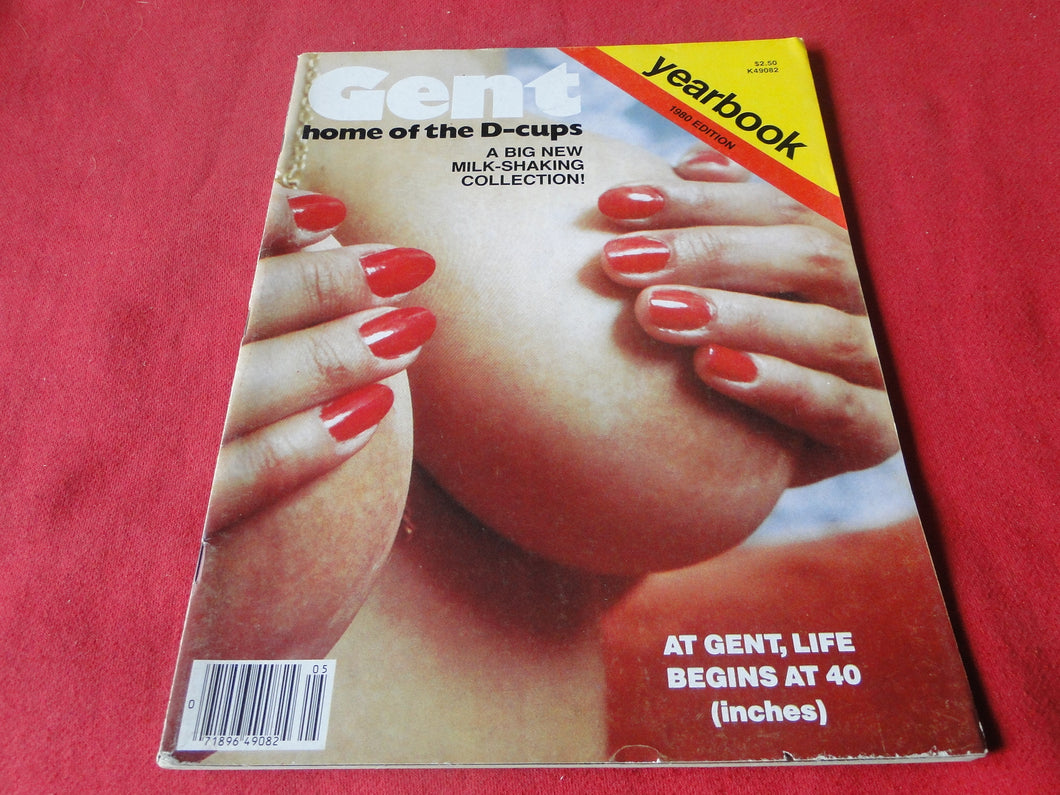 Gent
home of the D-cups
A BIG NEW
MILK-SHAKING
COLLECTION!
yearbook
1980 EDITION
$2.50
K49082
AT GENT, LIFE
BEGINS AT 40
(inches)
05
0
71896 49082